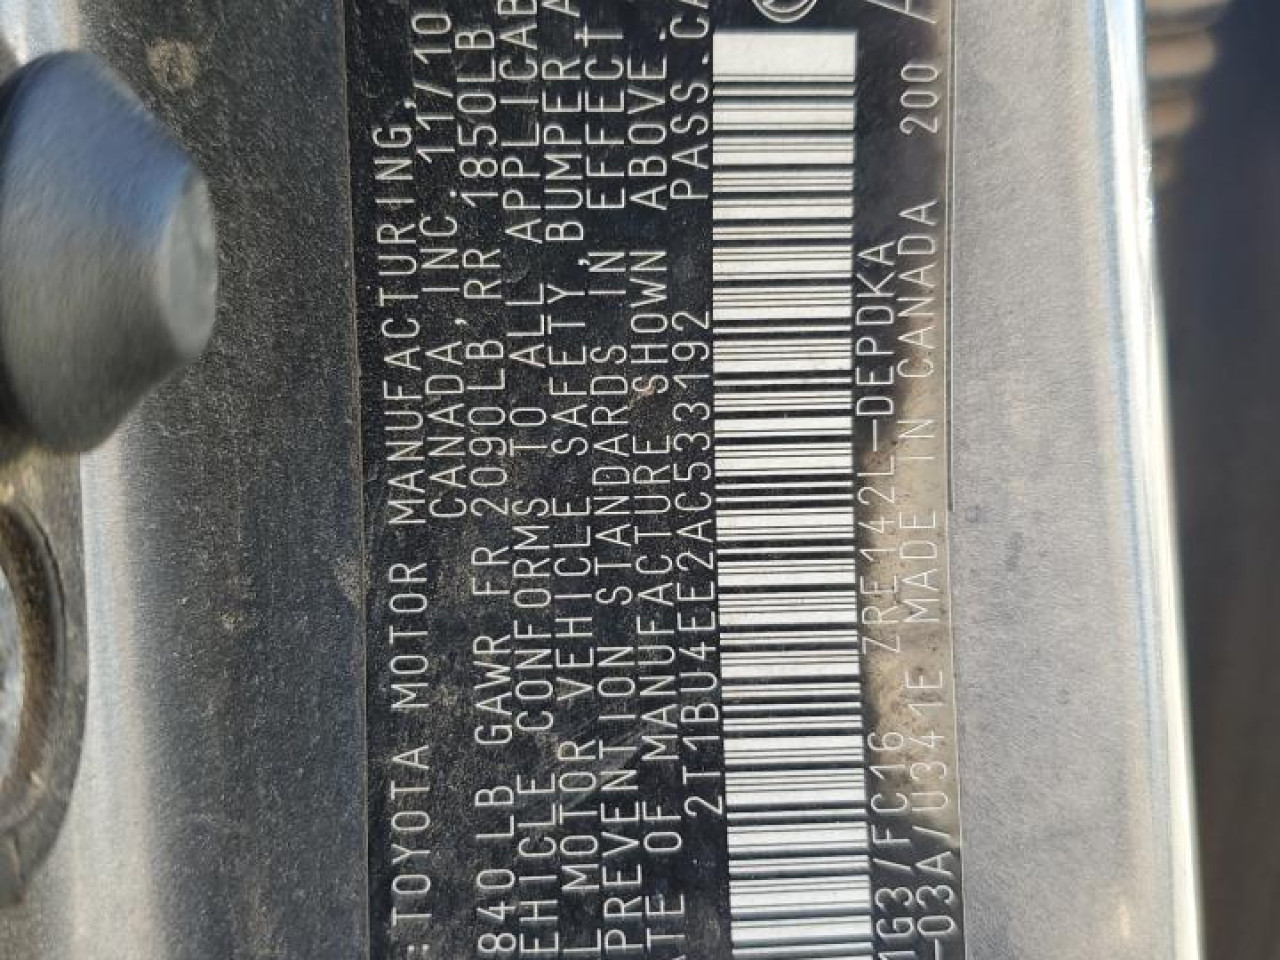 :TOYOTA MOTOR MANUFACTURING,
CANADA, INC. 11/10
840LB GAWR FR 2090LB, RR 1850LB
EHICLE CONFORMS TO ALL APPLICAB
L MOTOR VEHICLE SAFETY, BUMPER A
PREVENTION STANDARDS IN EFFECT
ATE OF MANUFACTURE SHOWN ABOVE.
2T1BU4EE2AC533192 PASS.CA
1G3/FC16 ZRE142L-DEPDKA
-03A/U341E MADE IN CANADA 200 A